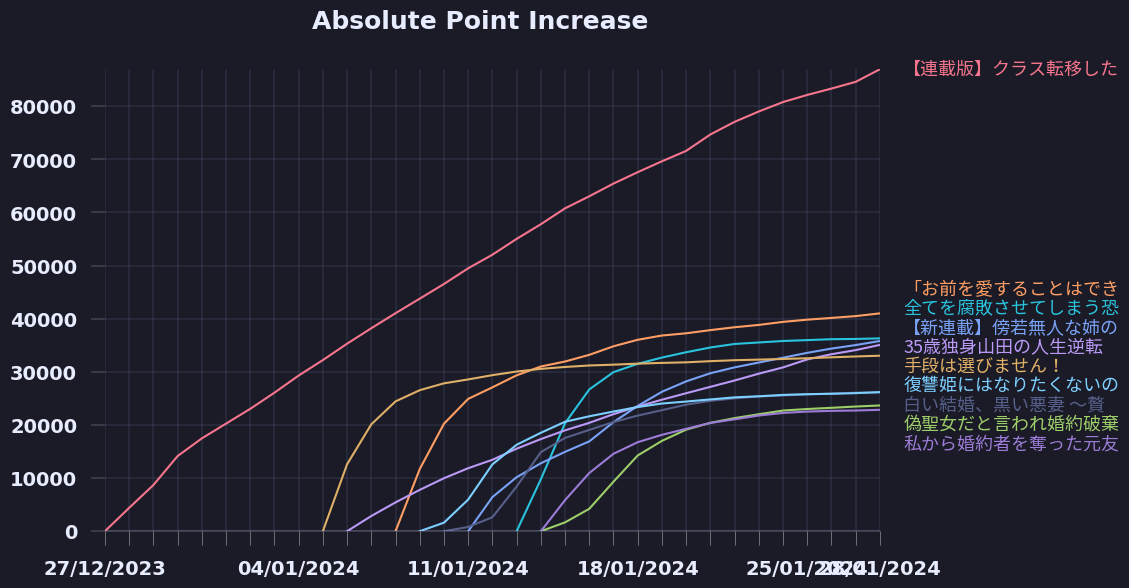 Absolute Point Increase
80000
70000
60000
50000
40000
30000
20000
10000
0
27/12/2023
04/01/2024
11/01/2024
18/01/2024
25/01/2024
28/01/2024
【連載版】クラス転移した
「お前を愛することはでき
全てを腐敗させてしまう恐
【新連載】傍若無人な姉の
35歳独身山田の人生逆転
手段は選びません！
復讐姫にはなりたくないの
白い結婚、黒い悪妻 ～贅
偽聖女だと言われ婚約破棄
私から婚約者を奪った元友